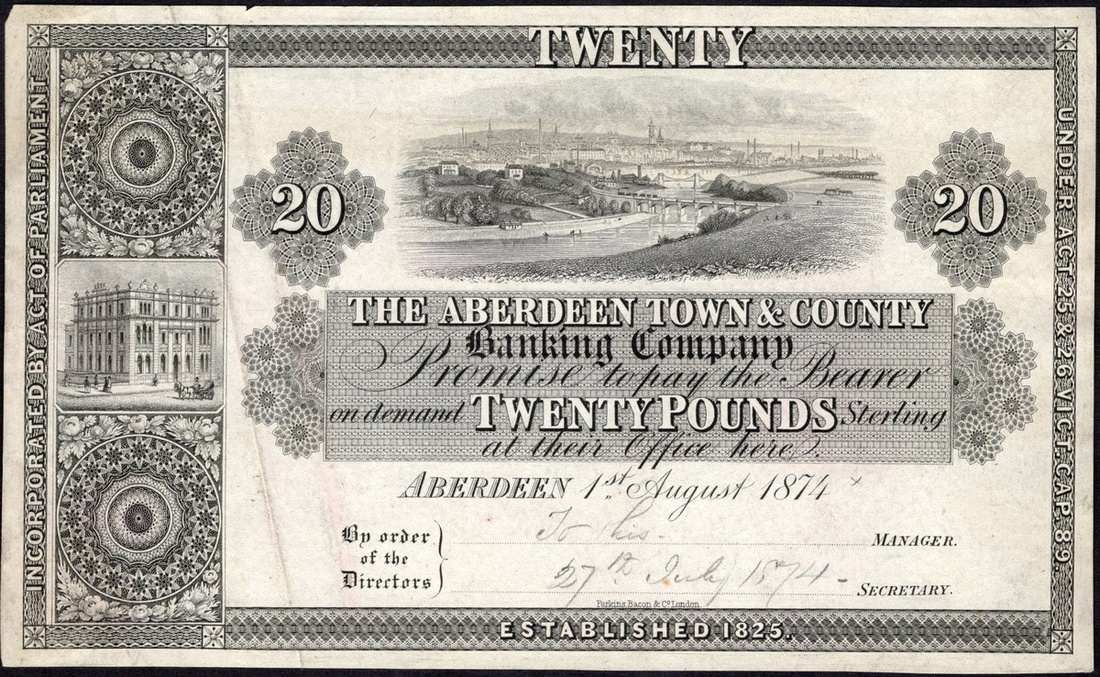 TWENTY
INCORPORATED BY ACT OF PARLIAMENT
UNDER ACT 25 & 26 VICT. CAP. 89.
20
20
THE ABERDEEN TOWN & COUNTY
Banking Company
Promise to pay the Bearer
on demand TWENTY POUNDS Sterling
at their Office here.
ABERDEEN 1st August 1874
By order
of the
Directors
To this.
MANAGER.
27th July 1874
SECRETARY.
Perkins, Bacon & Co. London.
ESTABLISHED 1825.